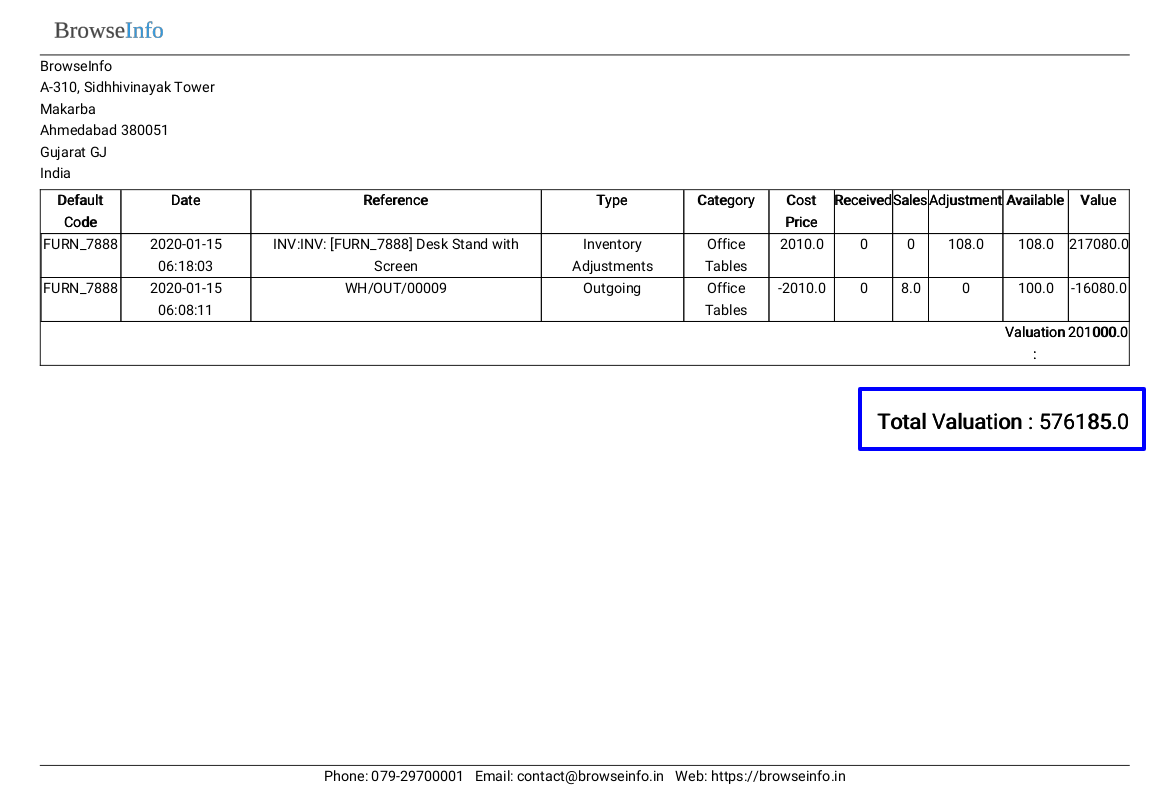 BrowseInfo
BrowseInfo
A-310, Sidhhivinayak Tower
Makarba
Ahmedabad 380051
Gujarat GJ
India
Default Code Date Reference Type Category Cost Price Received Sales Adjustment Available Value
FURN_7888 2020-01-15 06:18:03 INV:INV: [FURN_7888] Desk Stand with Screen Inventory Adjustments Office Tables 2010.0 0 0 108.0 108.0 217080.0
FURN_7888 2020-01-15 06:08:11 WH/OUT/00009 Outgoing Office Tables -2010.0 0 8.0 0 100.0 -16080.0
Valuation : 201000.0
Total Valuation : 576185.0
Phone: 079-29700001 Email: contact@browseinfo.in Web: https://browseinfo.in